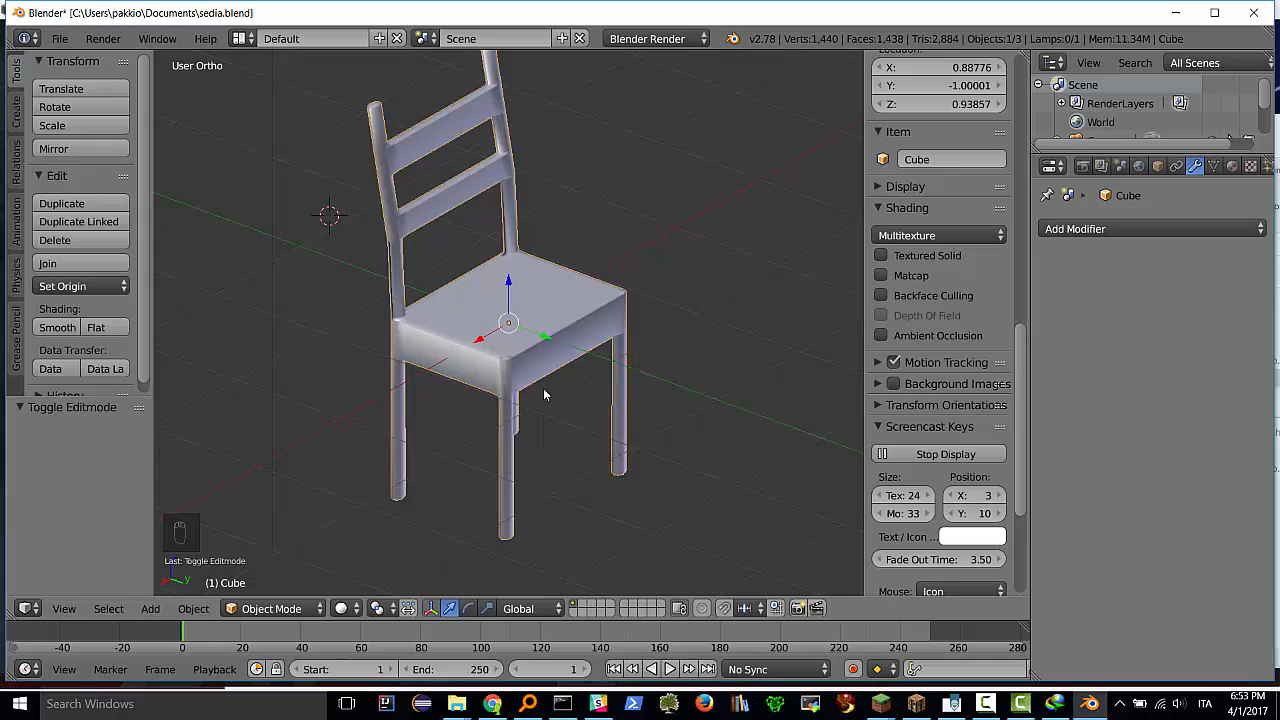 Blender* [C:\Users\pakkio\Documents\sedia.blend]
File Render Window Help Default Scene Blender Render v2.78 | Verts:1,440 | Faces:1,438 | Tris:2,884 | Objects:1/3 | Lamps:0/1 | Mem:11.34M | Cube
Tools
Create
Relations
Animation
Physics
Grease Pencil
Transform
Translate
Rotate
Scale
Mirror
Edit
Duplicate
Duplicate Linked
Delete
Join
Set Origin
Shading:
Smooth Flat
Data Transfer:
Data Data La
History
Toggle Editmode
User Ortho
Last: Toggle Editmode
(1) Cube
Location:
X: 0.88776
Y: -1.00001
Z: 0.93857
Item
Cube
Display
Shading
Multitexture
Textured Solid
Matcap
Backface Culling
Depth Of Field
Ambient Occlusion
Motion Tracking
Background Images
Transform Orientations
Screencast Keys
Stop Display
Size: Position:
Tex: 24 X: 3
Mo: 33 Y: 10
Text / Icon ...
Fade Out Time: 3.50
Mouse: Icon
View Search All Scenes
Scene
RenderLayers
World
Cube
Add Modifier
View Select Add Object Object Mode Global
-40 -20 0 20 40 60 80 100 120 140 160 180 200 220 240 260 280
View Marker Frame Playback Start: 1 End: 250 1 No Sync
Search Windows
ITA
6:53 PM
4/1/2017